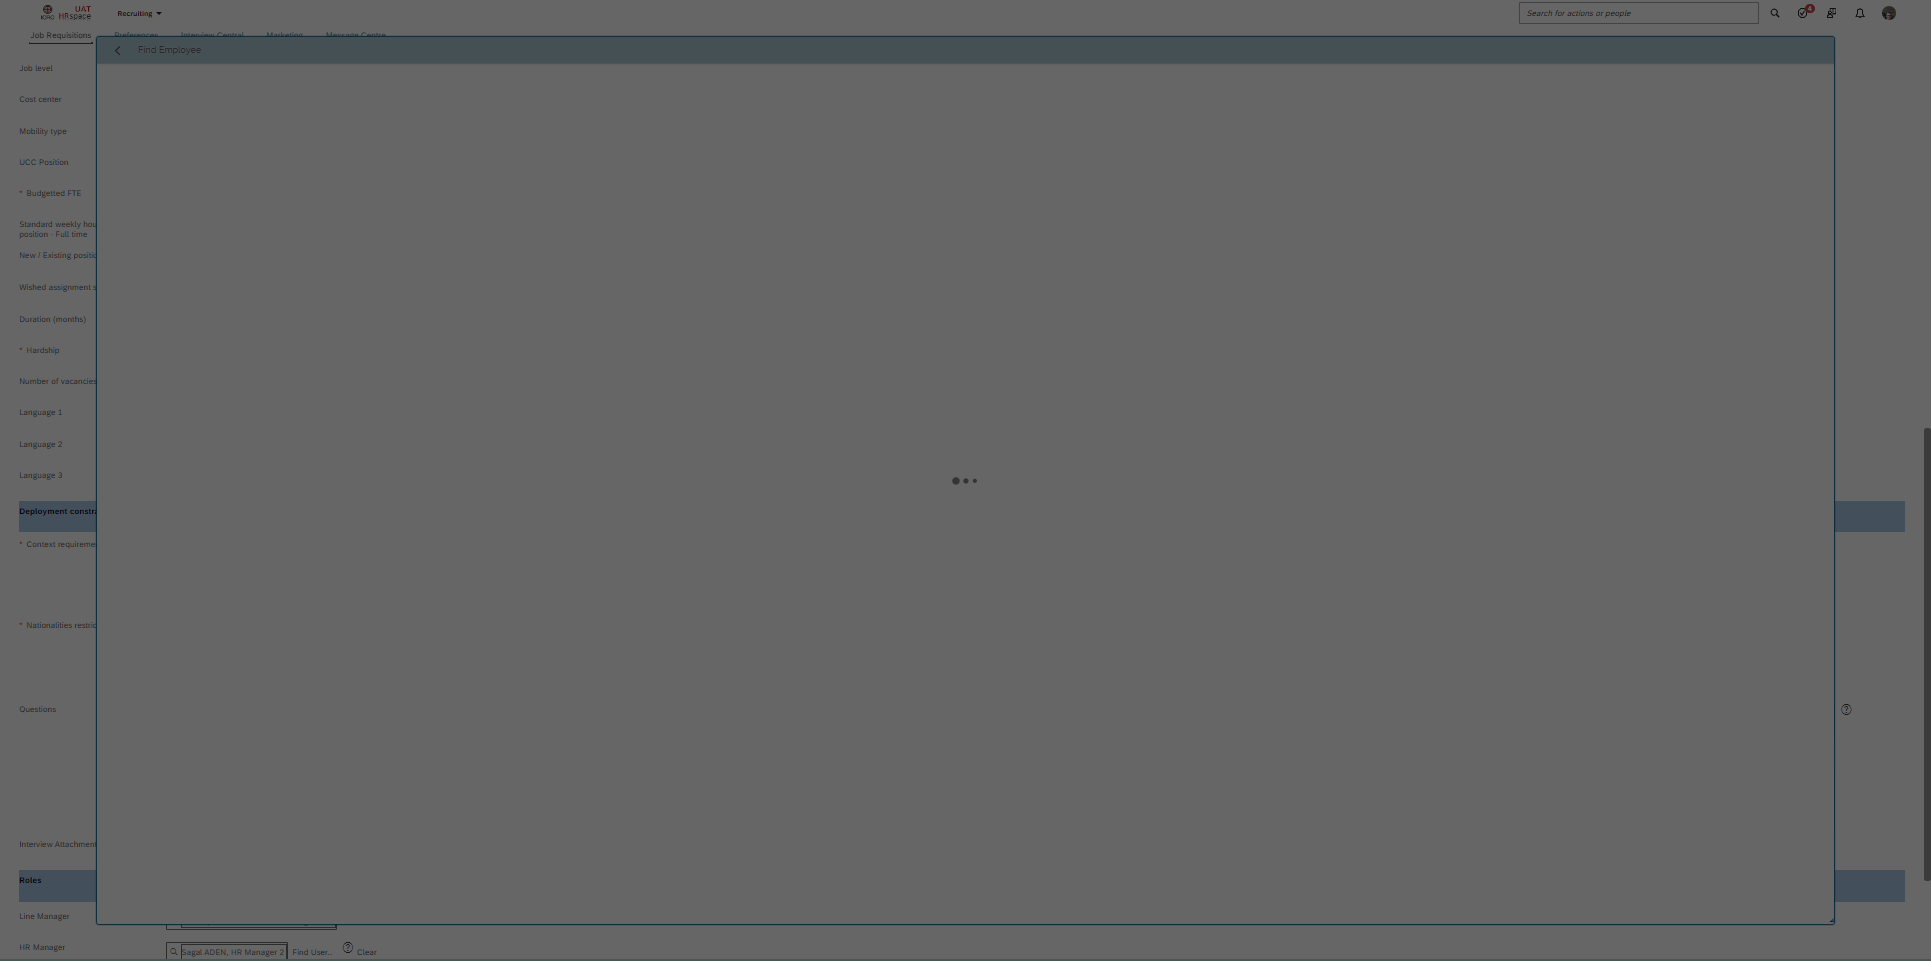 ICRC
UAT
HRspace
Recruiting
Search for actions or people
4
Job Requisitions
Preferences
Interview Central
Marketing
Message Centre
Find Employee
Job level
Cost center
Mobility type
UCC Position
* Budgetted FTE
Standard weekly hou
position - Full time
New / Existing positio
Wished assignment s
Duration (months)
* Hardship
Number of vacancies
Language 1
Language 2
Language 3
Deployment constra
* Context requireme
* Nationalities restric
Questions
?
Interview Attachment
Roles
Line Manager
HR Manager
Sagal ADEN, HR Manager 2
Find User...
?
Clear